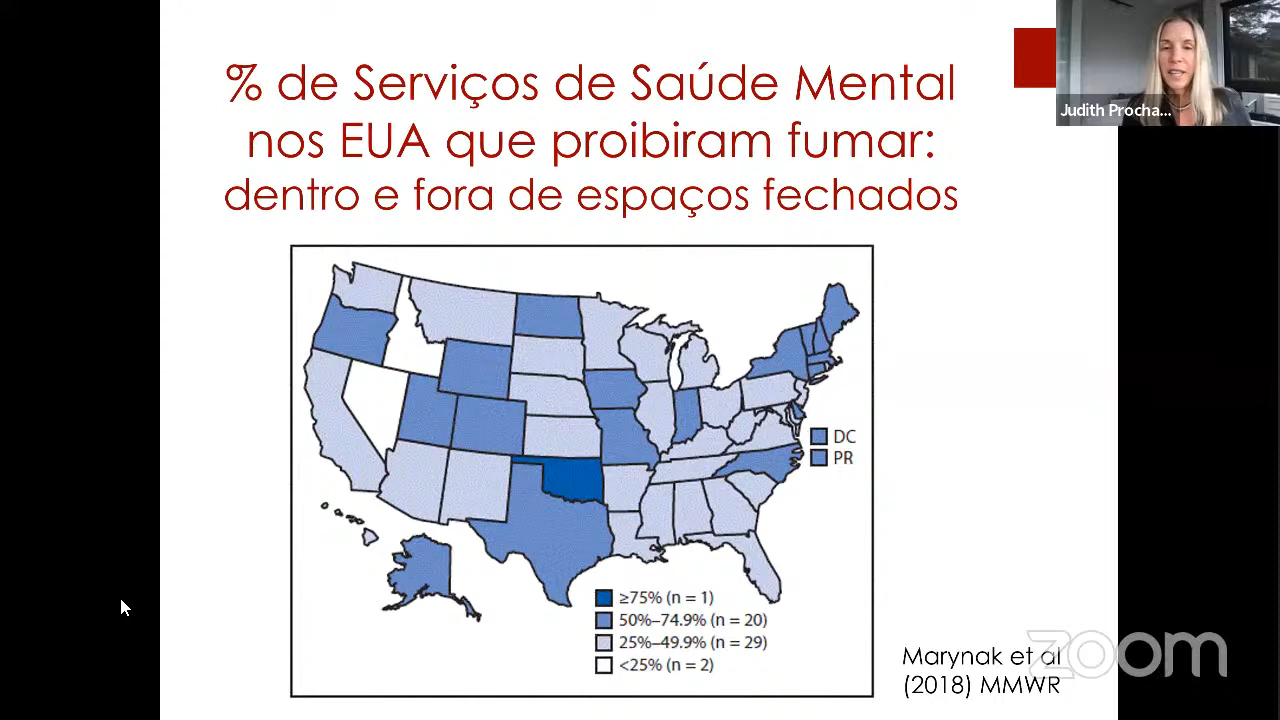 % de Serviços de Saúde Mental
nos EUA que proibiram fumar:
dentro e fora de espaços fechados
Judith Procha...
DC
PR
≥75% (n = 1)
50%–74.9% (n = 20)
25%–49.9% (n = 29)
<25% (n = 2)
Marynak et al
(2018) MMWR
zoom